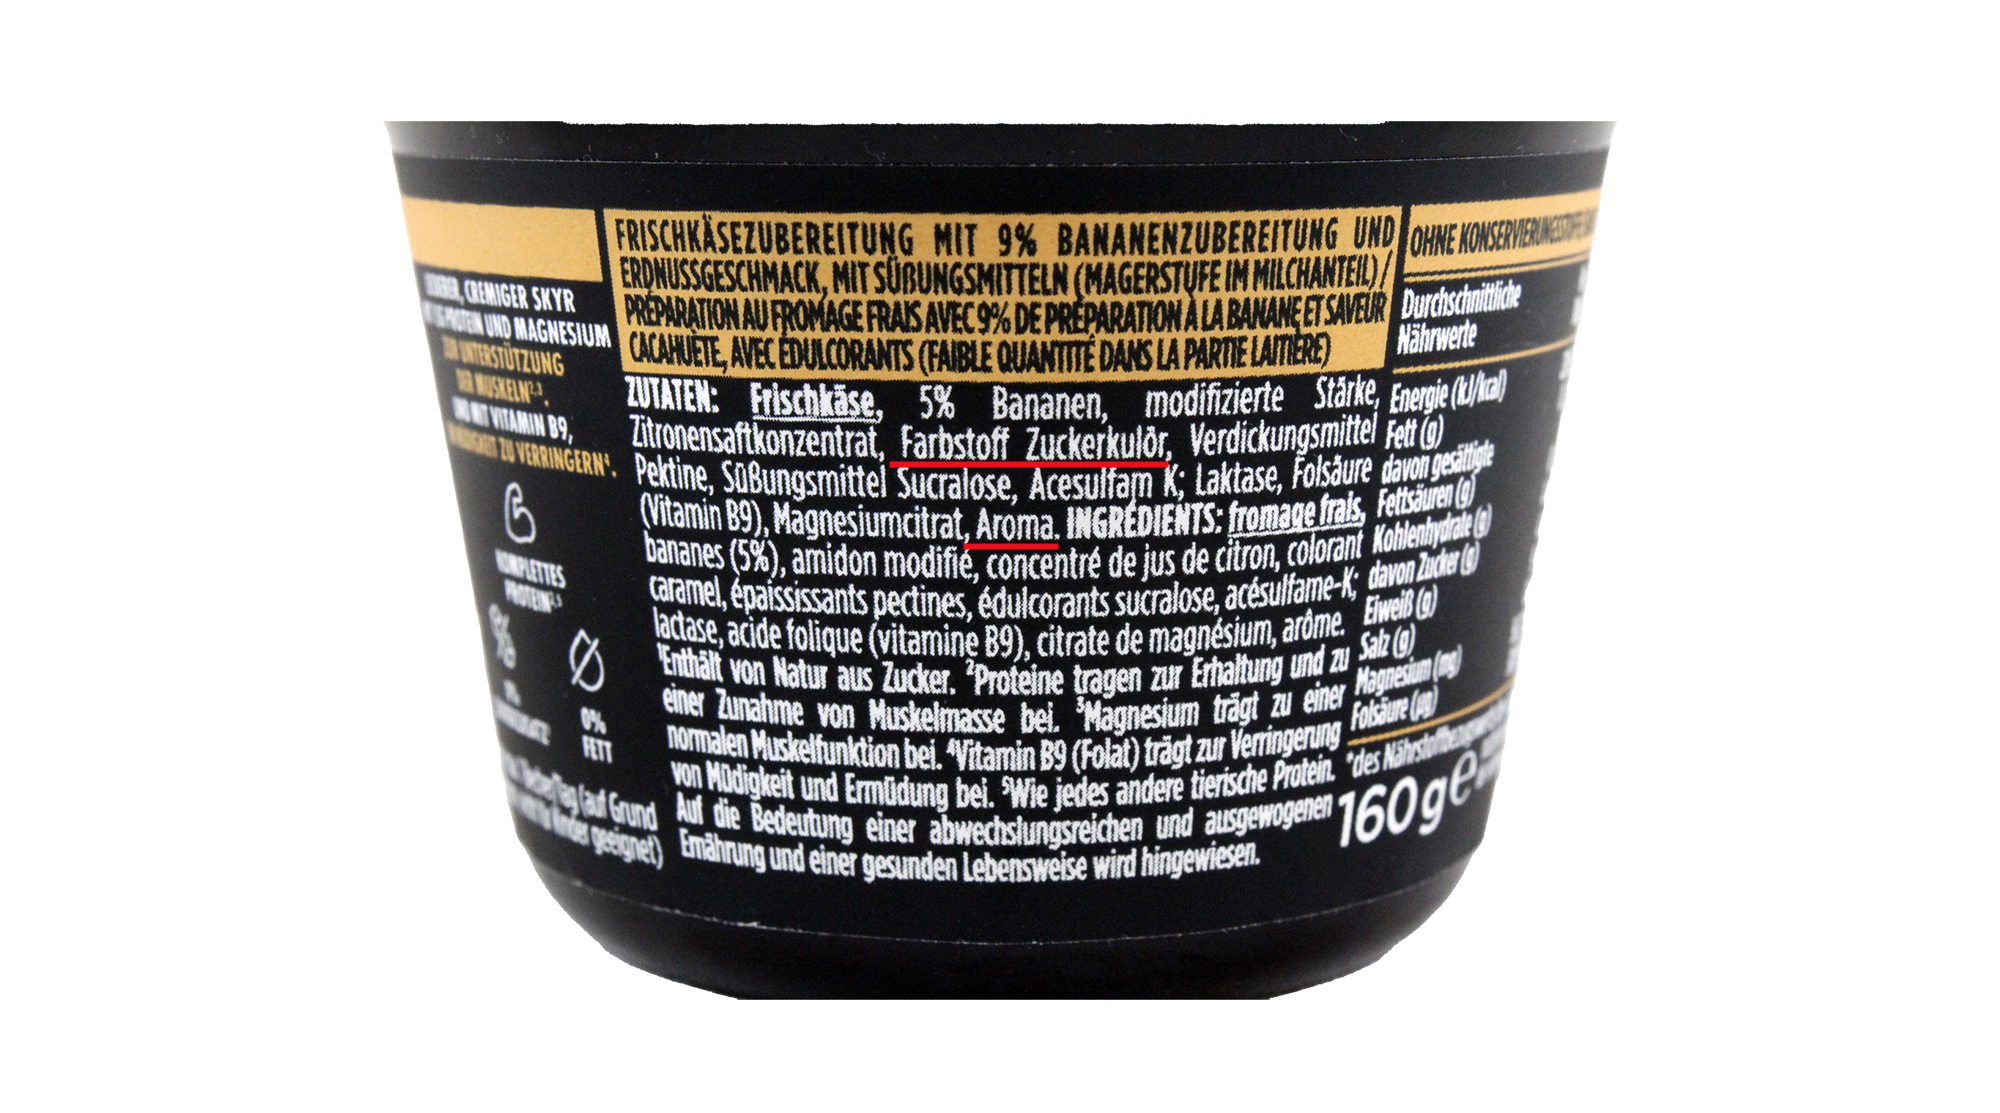 CREMIGER SKYR
PROTEIN UND MAGNESIUM
ZUR UNTERSTÜTZUNG
DER MUSKELN²,³.
UND MIT VITAMIN B9,
ZU VERRINGERN⁴.
KOMPLETTES
PROTEIN²,⁵
0%
FETT
(auf Grund
geeignet)
FRISCHKÄSEZUBEREITUNG MIT 9% BANANENZUBEREITUNG UND
ERDNUSSGESCHMACK, MIT SÜßUNGSMITTELN (MAGERSTUFE IM MILCHANTEIL) /
PRÉPARATION AU FROMAGE FRAIS AVEC 9% DE PRÉPARATION À LA BANANE ET SAVEUR
CACAHUÈTE, AVEC ÉDULCORANTS (FAIBLE QUANTITÉ DANS LA PARTIE LAITIÈRE)
ZUTATEN: Frischkäse, 5% Bananen, modifizierte Stärke,
Zitronensaftkonzentrat, Farbstoff Zuckerkulör, Verdickungsmittel
Pektine, Süßungsmittel Sucralose, Acesulfam K; Laktase, Folsäure
(Vitamin B9), Magnesiumcitrat, Aroma. INGRÉDIENTS: fromage frais,
bananes (5%), amidon modifié, concentré de jus de citron, colorant
caramel, épaississants pectines, édulcorants sucralose, acésulfame-K;
lactase, acide folique (vitamine B9), citrate de magnésium, arôme.
¹Enthält von Natur aus Zucker. ²Proteine tragen zur Erhaltung und zu
einer Zunahme von Muskelmasse bei. ³Magnesium trägt zu einer
normalen Muskelfunktion bei. ⁴Vitamin B9 (Folat) trägt zur Verringerung
von Müdigkeit und Ermüdung bei. ⁵Wie jedes andere tierische Protein.
Auf die Bedeutung einer abwechslungsreichen und ausgewogenen
Ernährung und einer gesunden Lebensweise wird hingewiesen.
OHNE KONSERVIERUNGSSTOFFE
Durchschnittliche
Nährwerte
Energie (kJ/kcal)
Fett (g)
davon gesättigte
Fettsäuren (g)
Kohlenhydrate (g)
davon Zucker (g)
Eiweiß (g)
Salz (g)
Magnesium (mg)
Folsäure (µg)
*des
160 g e